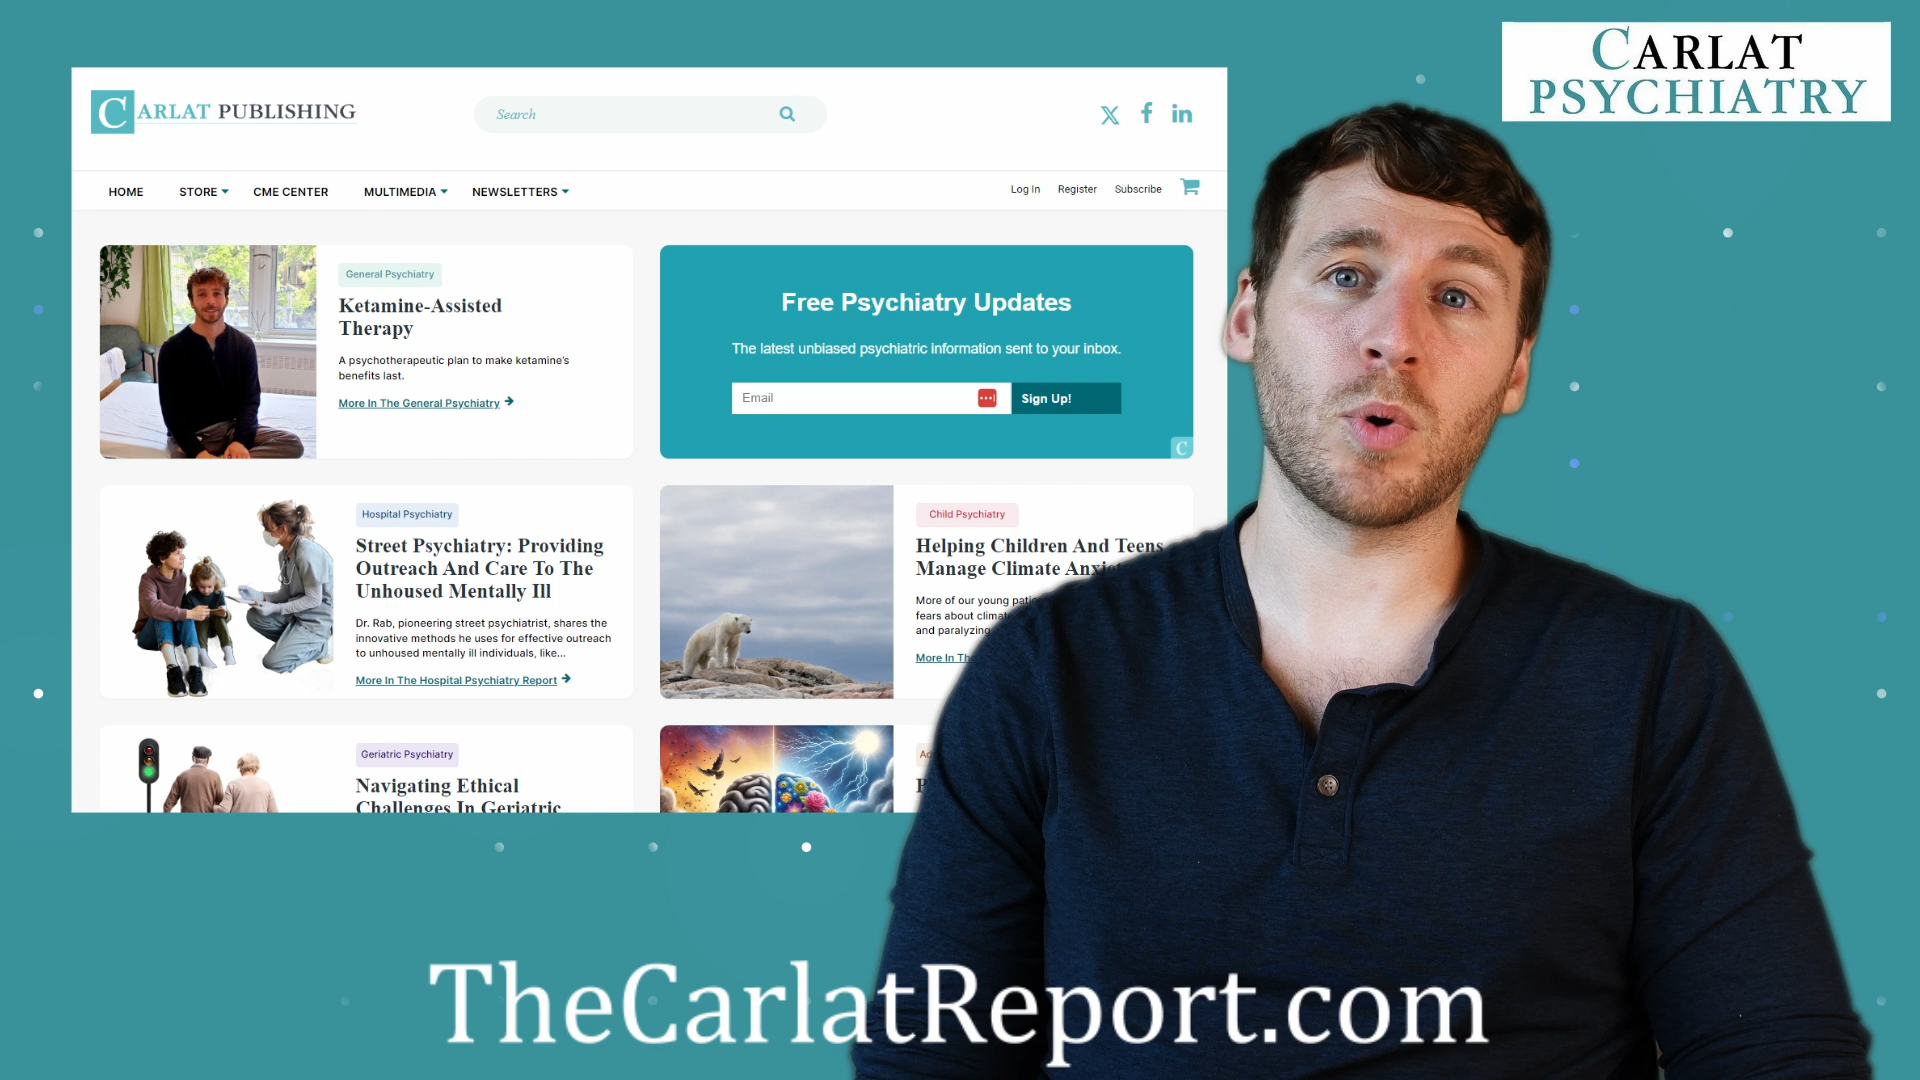 CARLAT
PSYCHIATRY
CARLAT PUBLISHING
Search
HOME
STORE
CME CENTER
MULTIMEDIA
NEWSLETTERS
Log In
Register
Subscribe
General Psychiatry
Ketamine-Assisted
Therapy
A psychotherapeutic plan to make ketamine's
benefits last.
More In The General Psychiatry
Free Psychiatry Updates
The latest unbiased psychiatric information sent to your inbox.
Email
Sign Up!
C
Hospital Psychiatry
Street Psychiatry: Providing
Outreach And Care To The
Unhoused Mentally Ill
Dr. Rab, pioneering street psychiatrist, shares the
innovative methods he uses for effective outreach
to unhoused mentally ill individuals, like...
More In The Hospital Psychiatry Report
Child Psychiatry
Helping Children And Teens
Manage Climate
More of our young
fears about
and paralyzing
More In
Geriatric Psychiatry
Navigating Ethical
Challenges In Geriatric
TheCarlatReport.com